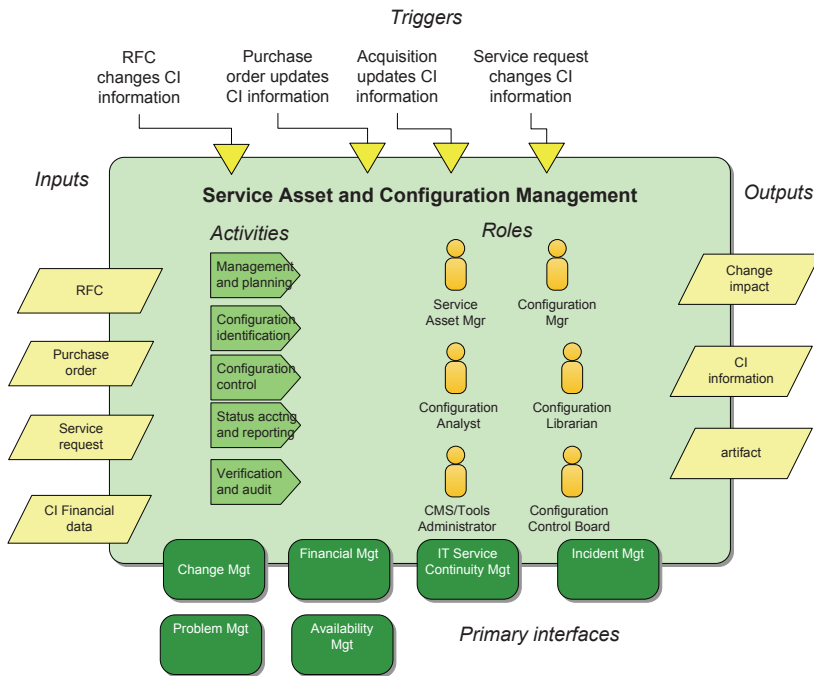 Triggers
RFC
changes CI
information
Purchase
order updates
CI information
Acquisition
updates CI
information
Service request
changes CI
information
Inputs
Service Asset and Configuration Management
Outputs
Activities
Roles
RFC
Purchase
order
Service
request
CI Financial
data
Management
and planning
Configuration
identification
Configuration
control
Status acctng
and reporting
Verification
and audit
Service
Asset Mgr
Configuration
Mgr
Configuration
Analyst
Configuration
Librarian
CMS/Tools
Administrator
Configuration
Control Board
Change
impact
CI
information
artifact
Change Mgt
Financial Mgt
IT Service
Continuity Mgt
Incident Mgt
Problem Mgt
Availability
Mgt
Primary interfaces